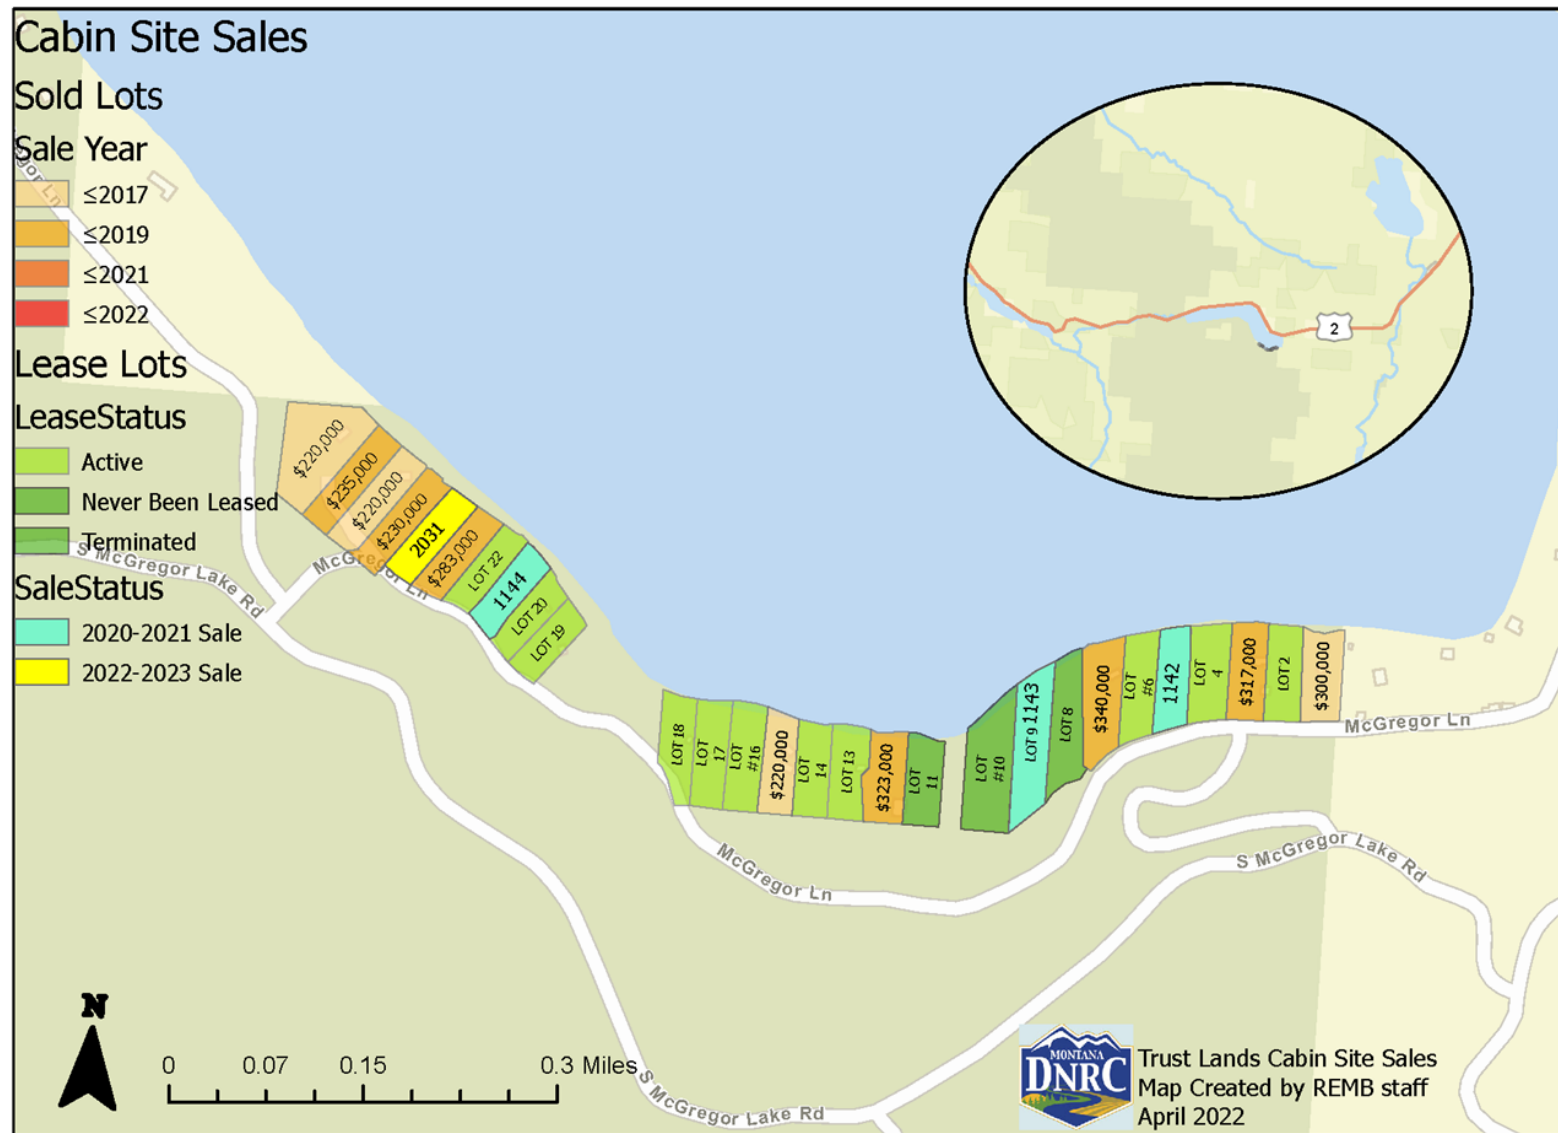 Cabin Site Sales
Sold Lots
Sale Year
≤2017
≤2019
≤2021
≤2022
Lease Lots
LeaseStatus
Active
Never Been Leased
Terminated
SaleStatus
2020-2021 Sale
2022-2023 Sale
gor Ln
S McGregor Lake Rd
McGregor Ln
$220,000
$235,000
$220,000
$230,000
2031
$283,000
LOT 22
1144
LOT 20
LOT 19
LOT 18
LOT
17
LOT
#16
$220,000
LOT
14
LOT 13
$323,000
LOT
11
LOT
#10
LOT 9 1143
LOT 8
$340,000
LOT
#6
1142
LOT
4
$317,000
LOT 2
$300,000
McGregor Ln
McGregor Ln
S McGregor Lake Rd
S McGregor Lake Rd
2
N
0 0.07 0.15 0.3 Miles
MONTANA
DNRC
Trust Lands Cabin Site Sales
Map Created by REMB staff
April 2022